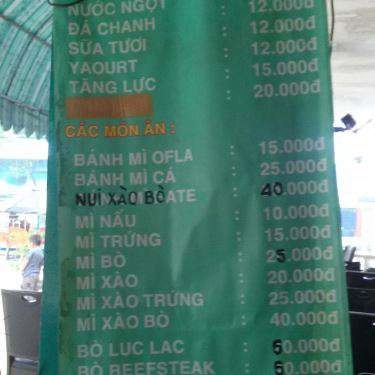 NƯỚC NGỌT : 12.000đ
ĐÁ CHANH : 12.000đ
SỮA TƯƠI : 12.000đ
YAOURT : 15.000đ
TĂNG LỰC : 20.000đ
CÁC MÓN ĂN :
BÁNH MÌ OFLA : 15.000đ
BÁNH MÌ CÁ : 25.000đ
NUI XÀO BÒ ATE : 40.000đ
MÌ NẤU : 10.000đ
MÌ TRỨNG : 15.000đ
MÌ BÒ : 25.000đ
MÌ XÀO : 20.000đ
MÌ XÀO TRỨNG : 25.000đ
MÌ XÀO BÒ : 40.000đ
BÒ LUC LAC : 50.000đ
BÒ BEEFSTEAK : 50.000đ